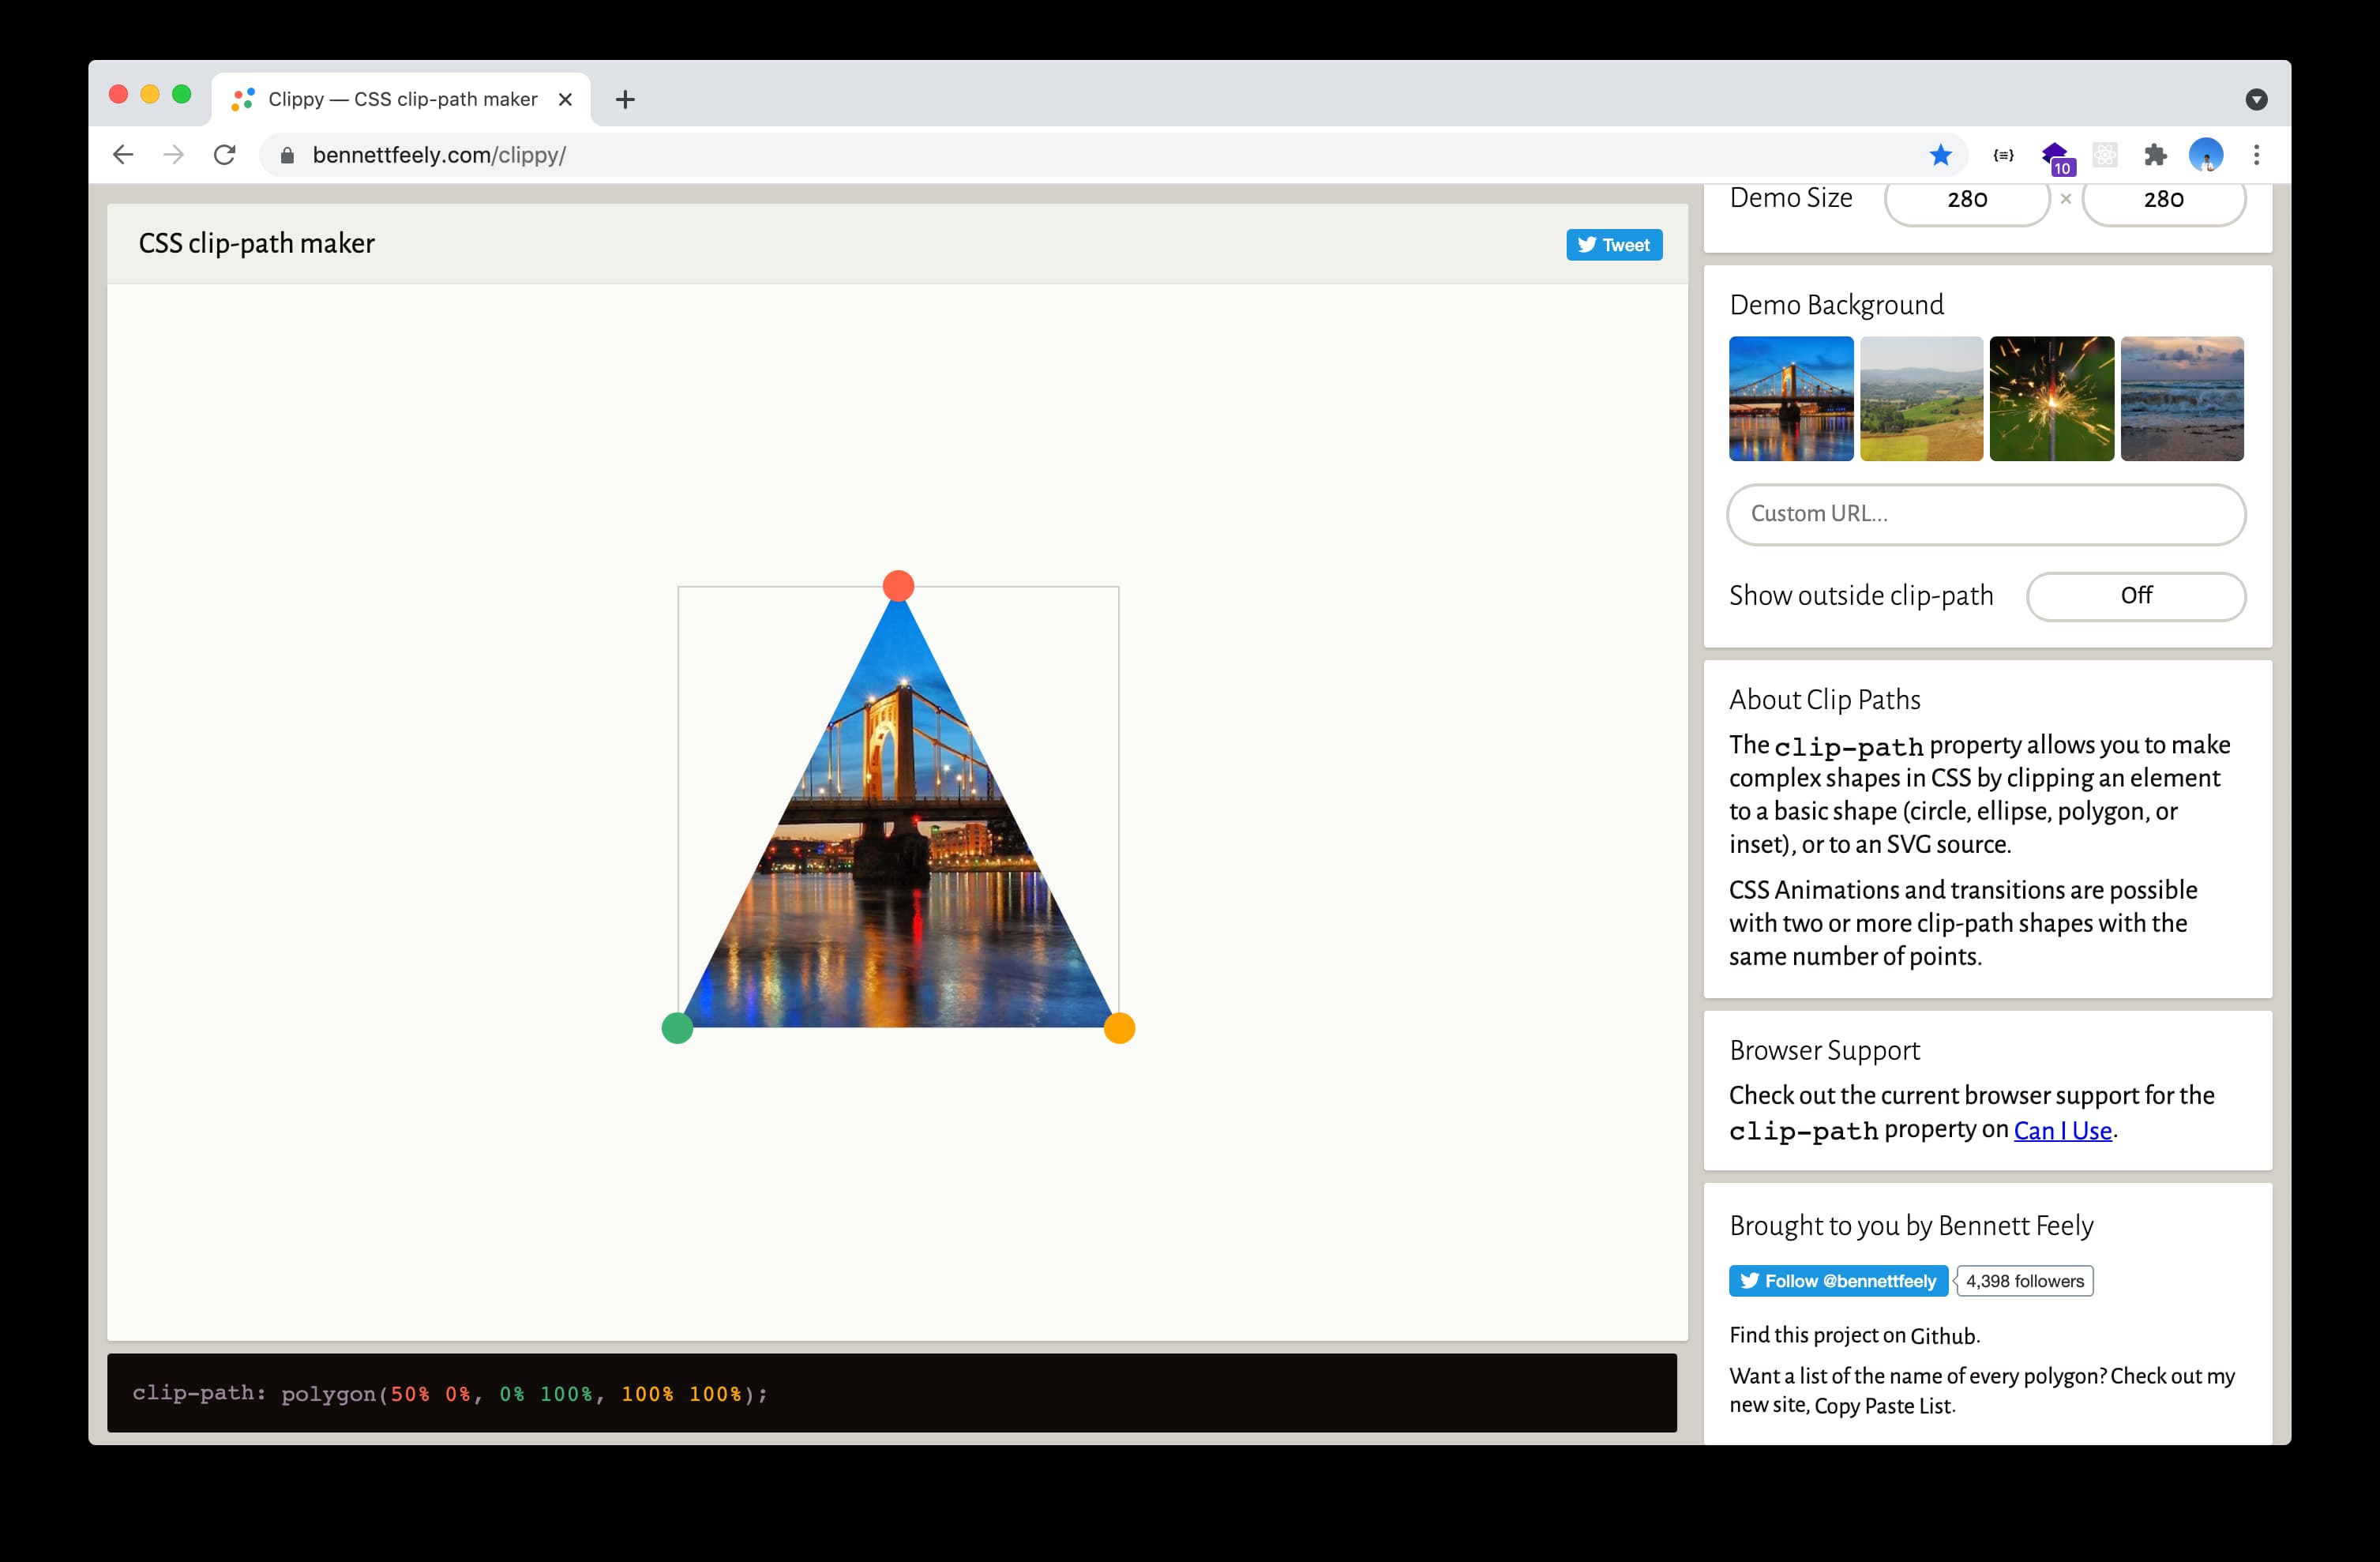 Clippy — CSS clip-path maker
bennettfeely.com/clippy/
10
CSS clip-path maker
Tweet
Demo Size 280 × 280
Demo Background
Custom URL...
Show outside clip-path Off
About Clip Paths
The clip-path property allows you to make
complex shapes in CSS by clipping an element
to a basic shape (circle, ellipse, polygon, or
inset), or to an SVG source.
CSS Animations and transitions are possible
with two or more clip-path shapes with the
same number of points.
Browser Support
Check out the current browser support for the
clip-path property on Can I Use.
Brought to you by Bennett Feely
Follow @bennettfeely 4,398 followers
Find this project on Github.
Want a list of the name of every polygon? Check out my
new site, Copy Paste List.
clip-path: polygon(50% 0%, 0% 100%, 100% 100%);